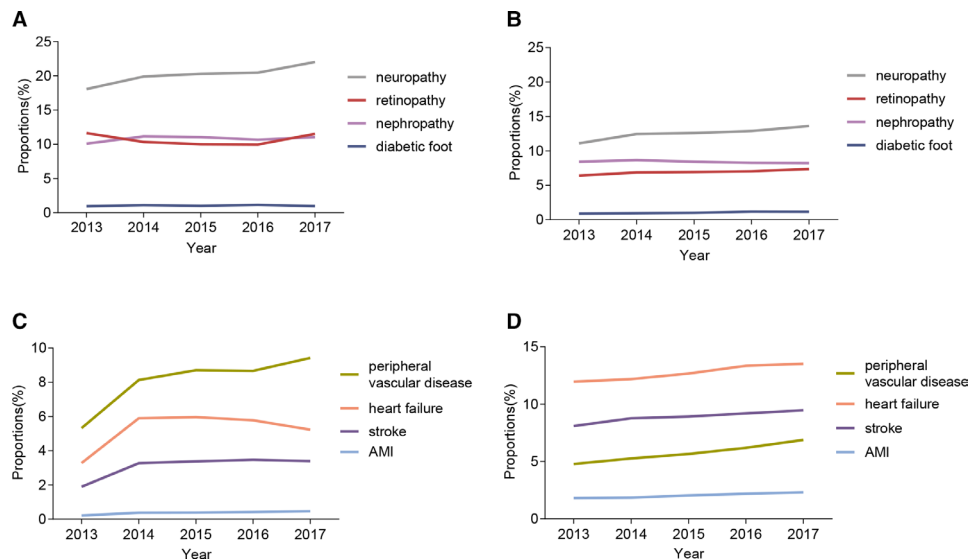 A
Proportions(%)
25
20
15
10
5
0
2013 2014 2015 2016 2017
Year
neuropathy
retinopathy
nephropathy
diabetic foot
B
Proportions(%)
25
20
15
10
5
0
2013 2014 2015 2016 2017
Year
neuropathy
retinopathy
nephropathy
diabetic foot
C
Proportions(%)
10
8
6
4
2
0
2013 2014 2015 2016 2017
Year
peripheral
vascular disease
heart failure
stroke
AMI
D
Proportions(%)
15
10
5
0
2013 2014 2015 2016 2017
Year
peripheral
vascular disease
heart failure
stroke
AMI